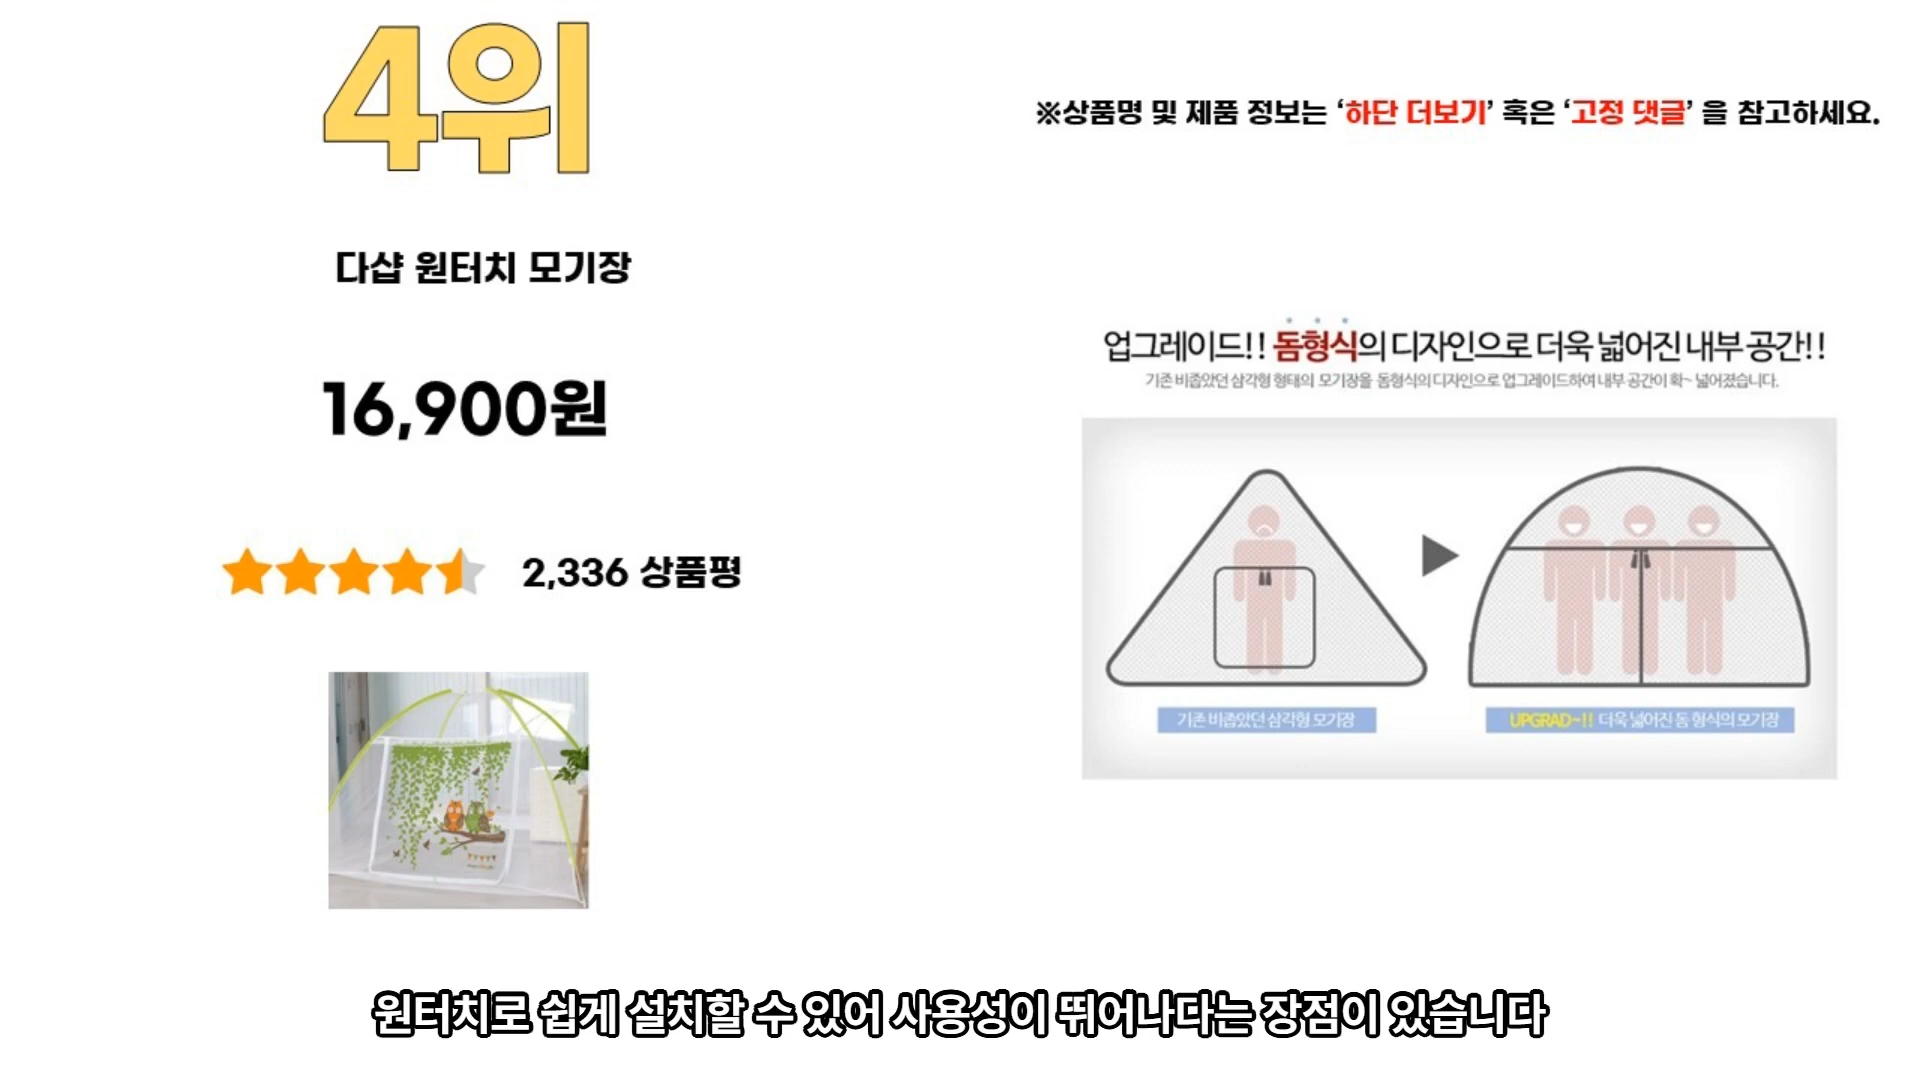 4위
※상품명 및 제품 정보는 ‘하단 더보기’ 혹은 ‘고정 댓글’ 을 참고하세요.
다샵 원터치 모기장
16,900원
2,336 상품평
업그레이드!! 돔형식의 디자인으로 더욱 넓어진 내부 공간!!
기존 비좁았던 삼각형 형태의 모기장을 돔형식의 디자인으로 업그레이드하여 내부 공간이 확~ 넓어졌습니다.
기존 비좁았던 삼각형 모기장
UPGRAD~!! 더욱 넓어진 돔 형식의 모기장
원터치로 쉽게 설치할 수 있어 사용성이 뛰어나다는 장점이 있습니다